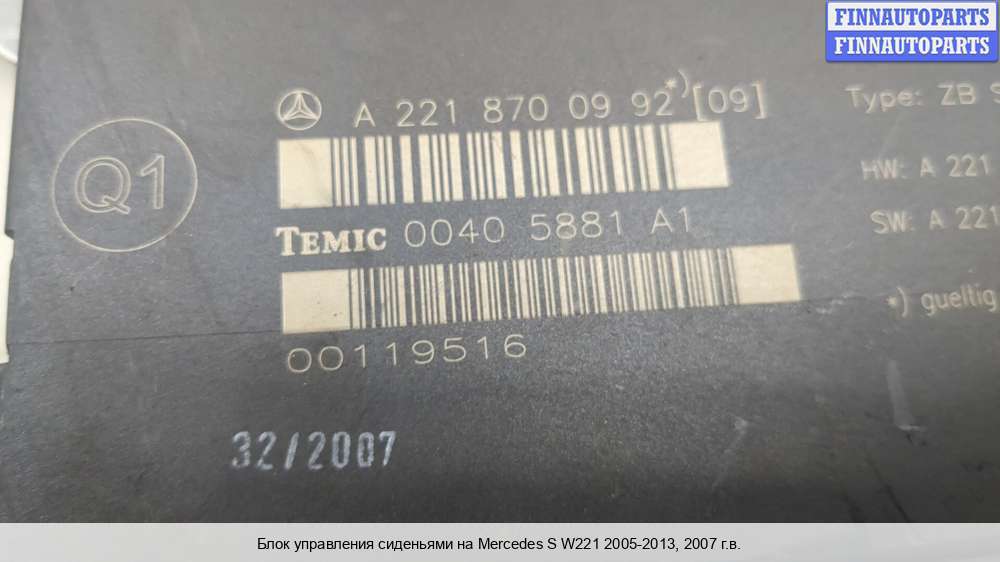 FINNAUTOPARTS
FINNAUTOPARTS
A 221 870 09 92 *) [09]
Type: ZB S
Q1
HW: A 221
TEMIC 0040 5881 A1
SW: A 221
*) gueltig
00119516
32/2007
Блок управления сиденьями на Mercedes S W221 2005-2013, 2007 г.в.